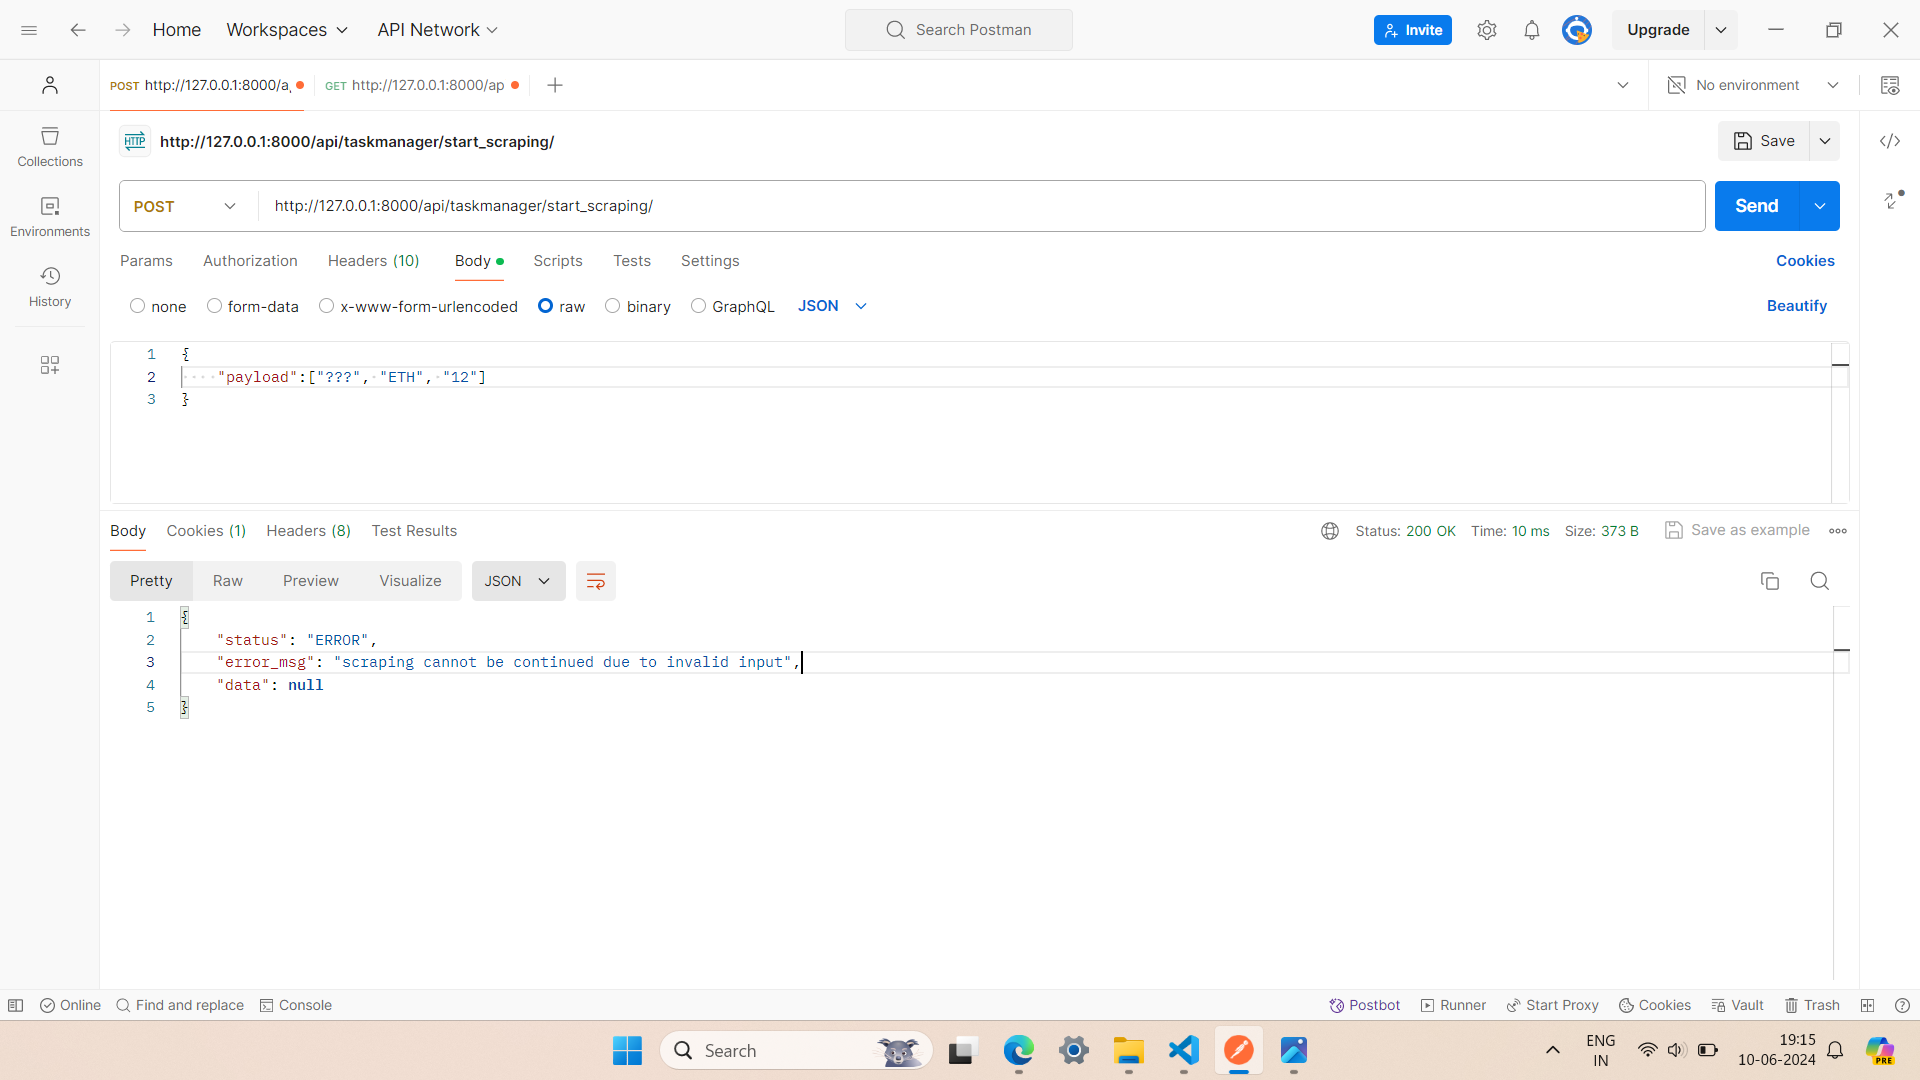 Home Workspaces API Network Search Postman Invite Upgrade
POST http://127.0.0.1:8000/a GET http://127.0.0.1:8000/ap No environment
HTTP http://127.0.0.1:8000/api/taskmanager/start_scraping/ Save
POST http://127.0.0.1:8000/api/taskmanager/start_scraping/ Send
Params Authorization Headers (10) Body Scripts Tests Settings Cookies
none form-data x-www-form-urlencoded raw binary GraphQL JSON Beautify
Collections
Environments
History
1 {
2 "payload":["???", "ETH", "12"]
3 }
Body Cookies (1) Headers (8) Test Results Status: 200 OK Time: 10 ms Size: 373 B Save as example
Pretty Raw Preview Visualize JSON
1 {
2 "status": "ERROR",
3 "error_msg": "scraping cannot be continued due to invalid input",
4 "data": null
5 }
Online Find and replace Console Postbot Runner Start Proxy Cookies Vault Trash
Search
ENG
IN
19:15
10-06-2024
PRE